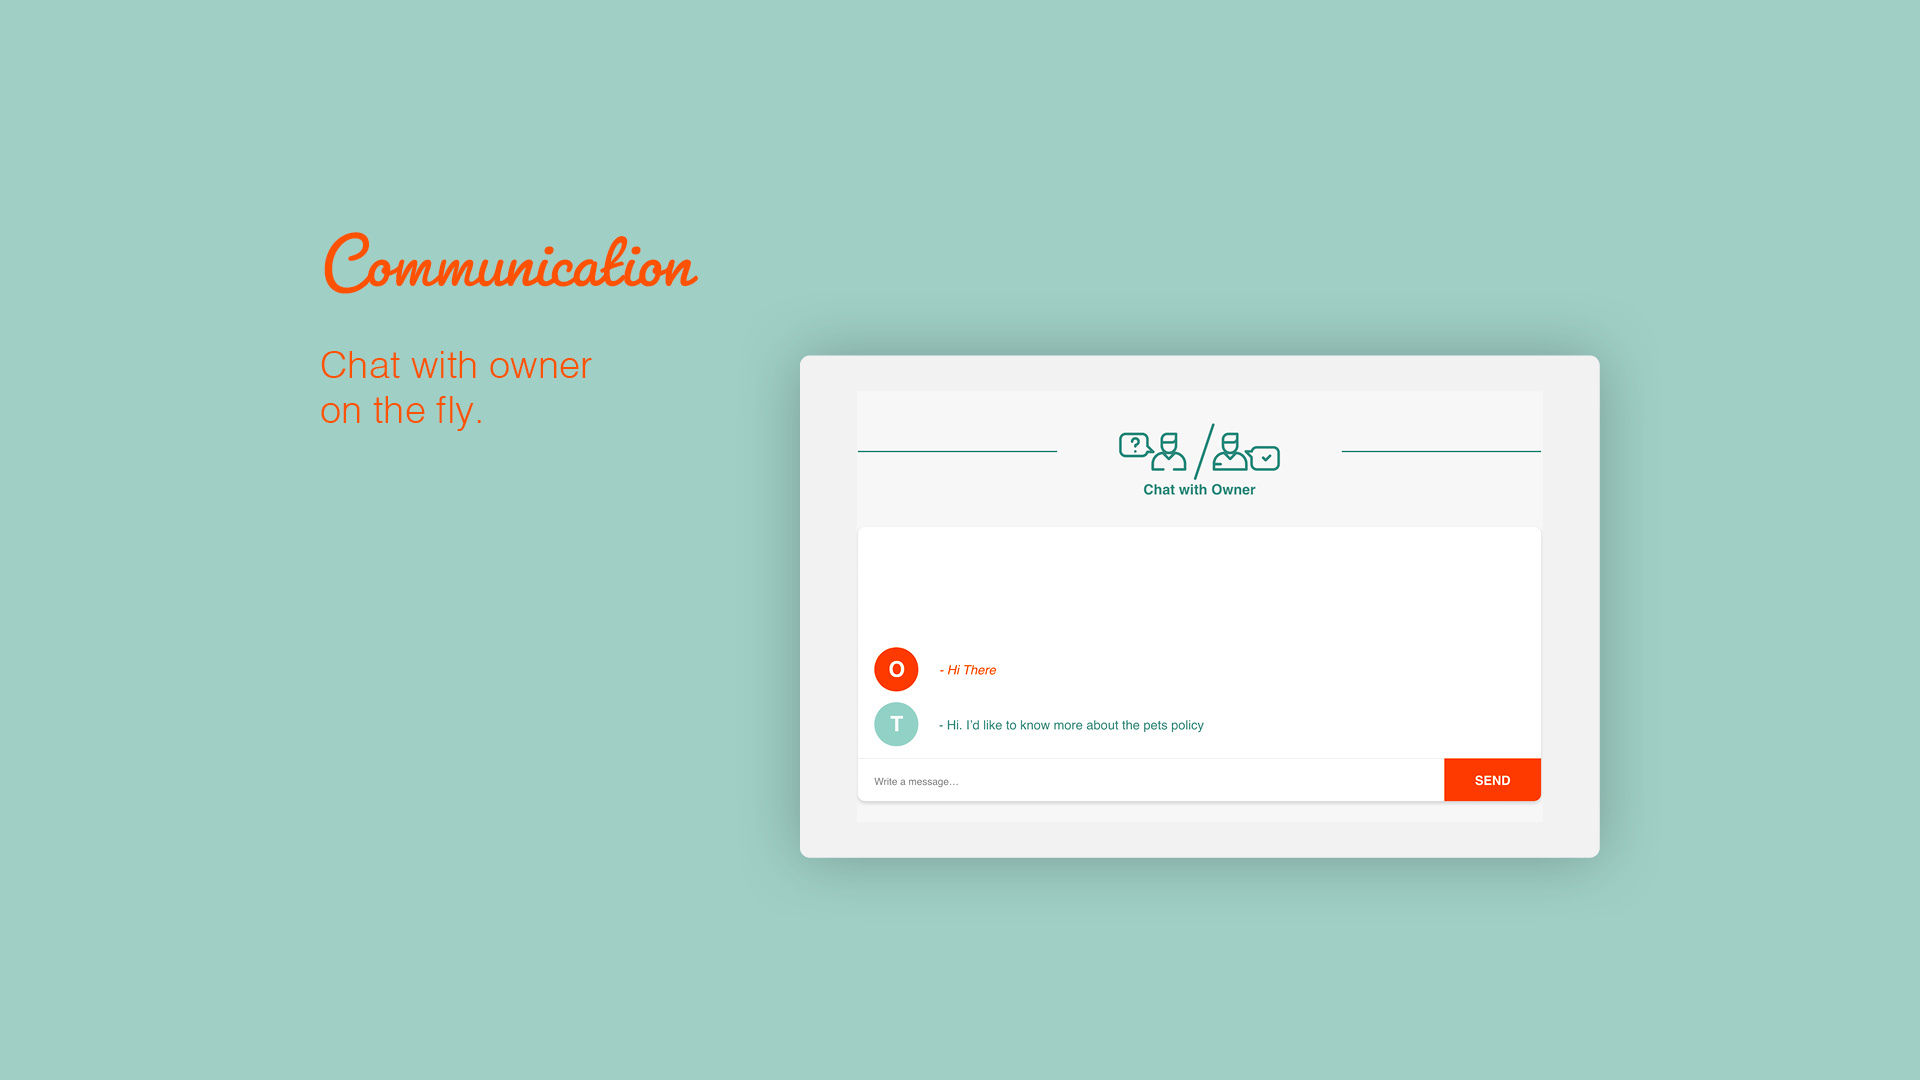 Communication
Chat with owner
on the fly.
?
Chat with Owner
O
- Hi There
T
- Hi. I’d like to know more about the pets policy
Write a message...
SEND